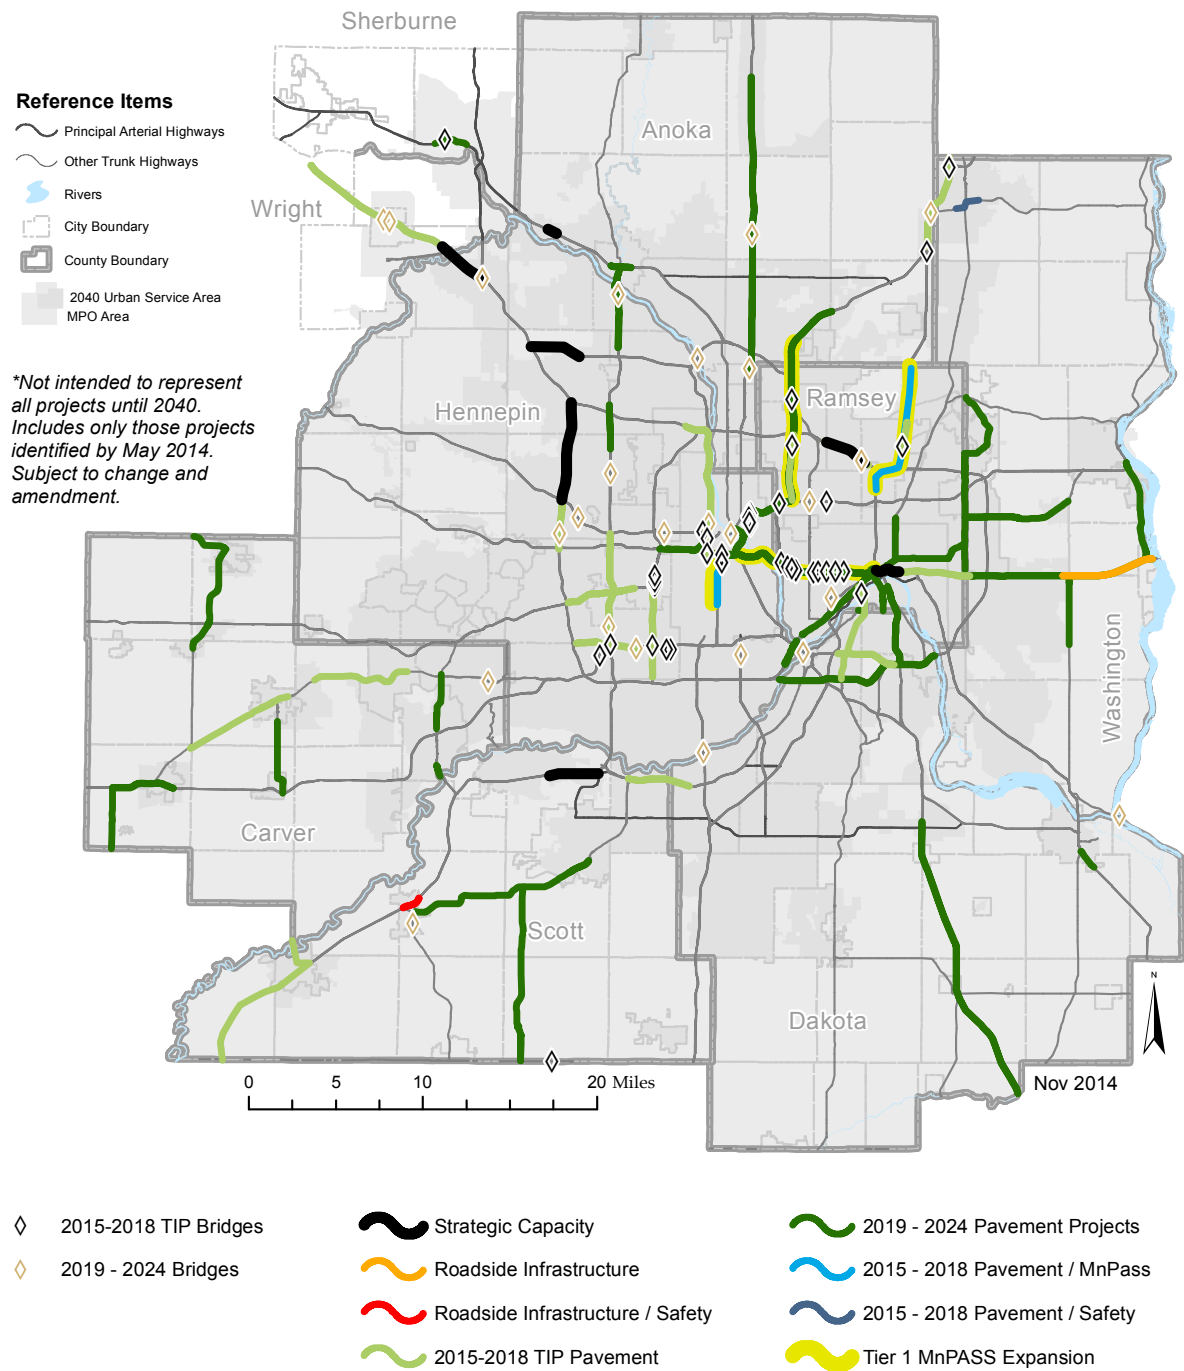 Sherburne
Reference Items
Principal Arterial Highways
Other Trunk Highways
Rivers
City Boundary
County Boundary
2040 Urban Service Area
MPO Area
*Not intended to represent
all projects until 2040.
Includes only those projects
identified by May 2014.
Subject to change and
amendment.
Anoka
Wright
Hennepin
Ramsey
Washington
Carver
Scott
Dakota
N
0 5 10 20 Miles
Nov 2014
2015-2018 TIP Bridges
2019 - 2024 Bridges
Strategic Capacity
Roadside Infrastructure
Roadside Infrastructure / Safety
2015-2018 TIP Pavement
2019 - 2024 Pavement Projects
2015 - 2018 Pavement / MnPass
2015 - 2018 Pavement / Safety
Tier 1 MnPASS Expansion